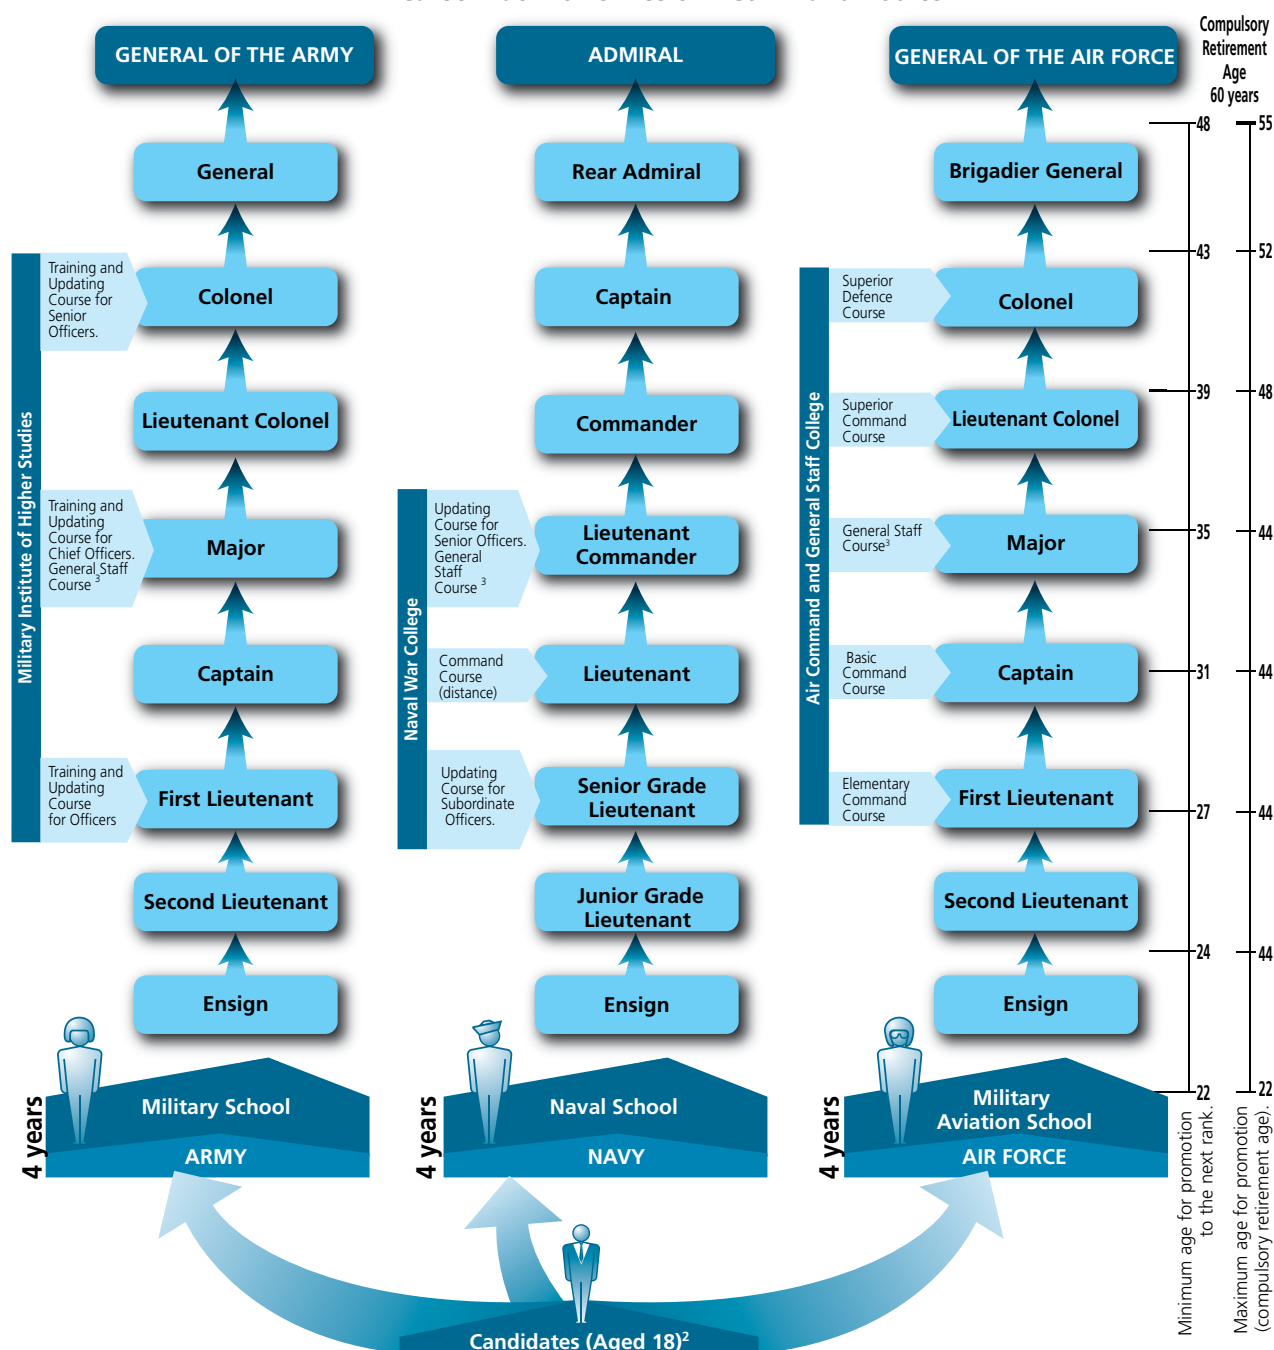 Compulsory
Retirement
Age
60 years
GENERAL OF THE ARMY
ADMIRAL
GENERAL OF THE AIR FORCE
48
55
General
Rear Admiral
Brigadier General
43
52
Training and
Updating
Course for
Senior
Officers.
Colonel
Captain
Superior
Defence
Course
Colonel
39
48
Lieutenant Colonel
Commander
Superior
Command
Course
Lieutenant Colonel
Military Institute of Higher Studies
Naval War College
Air Command and General Staff College
35
44
Training and
Updating
Course for
Chief Officers.
General Staff
Course 3
Major
Updating
Course for
Senior Officers.
General
Staff
Course 3
Lieutenant
Commander
General Staff
Course3
Major
31
44
Captain
Command
Course
(distance)
Lieutenant
Basic
Command
Course
Captain
27
44
Training and
Updating
Course
for Officers
First Lieutenant
Updating
Course for
Subordinate
Officers.
Senior Grade
Lieutenant
Elementary
Command
Course
First Lieutenant
Second Lieutenant
Junior Grade
Lieutenant
Second Lieutenant
24
44
Ensign
Ensign
Ensign
22
22
4 years
Military School
ARMY
4 years
Naval School
NAVY
4 years
Military
Aviation School
AIR FORCE
Minimum age for promotion
to the next rank.
Maximum age for promotion
(compulsory retirement age).
Candidates (Aged 18)2